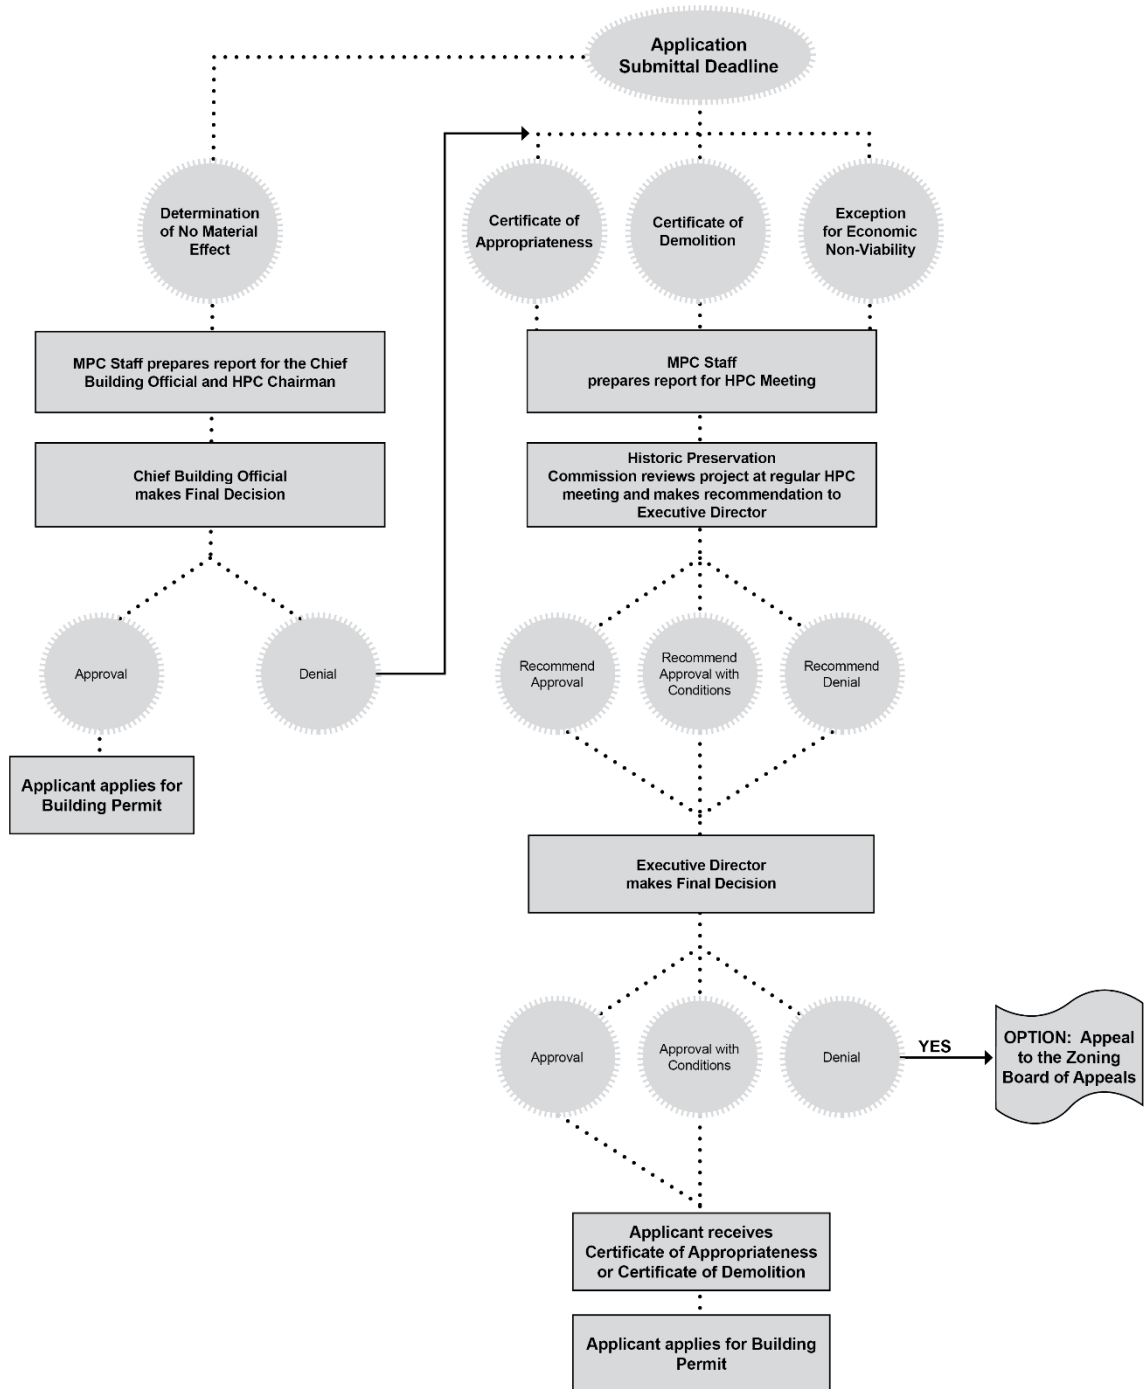 Application
Submittal Deadline
Determination
of No Material
Effect
Certificate of
Appropriateness
Certificate of
Demolition
Exception
for Economic
Non-Viability
MPC Staff prepares report for the Chief
Building Official and HPC Chairman
MPC Staff
prepares report for HPC Meeting
Chief Building Official
makes Final Decision
Historic Preservation
Commission reviews project at regular HPC
meeting and makes recommendation to
Executive Director
Approval
Denial
Recommend
Approval
Recommend
Approval with
Conditions
Recommend
Denial
Applicant applies for
Building Permit
Executive Director
makes Final Decision
Approval
Approval with
Conditions
Denial
YES
OPTION: Appeal
to the Zoning
Board of Appeals
Applicant receives
Certificate of Appropriateness
or Certificate of Demolition
Applicant applies for Building
Permit